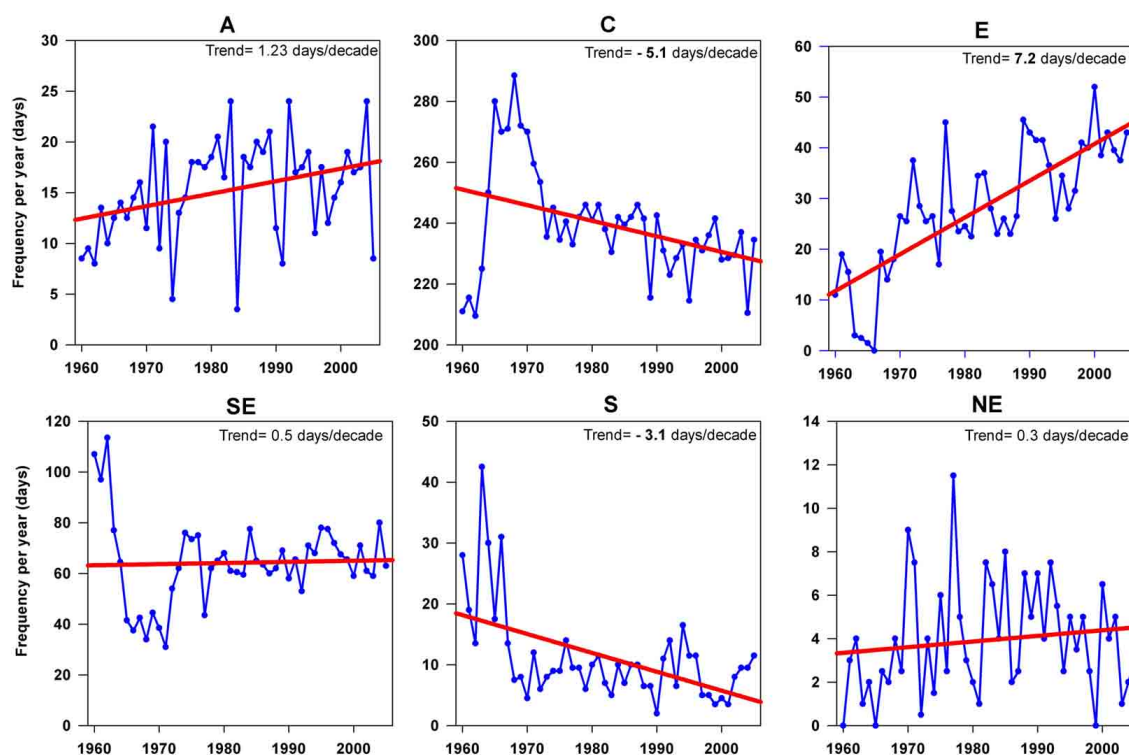 A
C
E
Trend= 1.23 days/decade
Trend= - 5.1 days/decade
Trend= 7.2 days/decade
Frequency per year (days)
30
25
20
15
10
5
0
1960 1970 1980 1990 2000
300
280
260
240
220
200
1960 1970 1980 1990 2000
60
50
40
30
20
10
0
1960 1970 1980 1990 2000
SE
S
NE
Trend= 0.5 days/decade
Trend= - 3.1 days/decade
Trend= 0.3 days/decade
Frequency per year (days)
120
100
80
60
40
20
0
1960 1970 1980 1990 2000
50
40
30
20
10
0
1960 1970 1980 1990 2000
14
12
10
8
6
4
2
0
1960 1970 1980 1990 2000